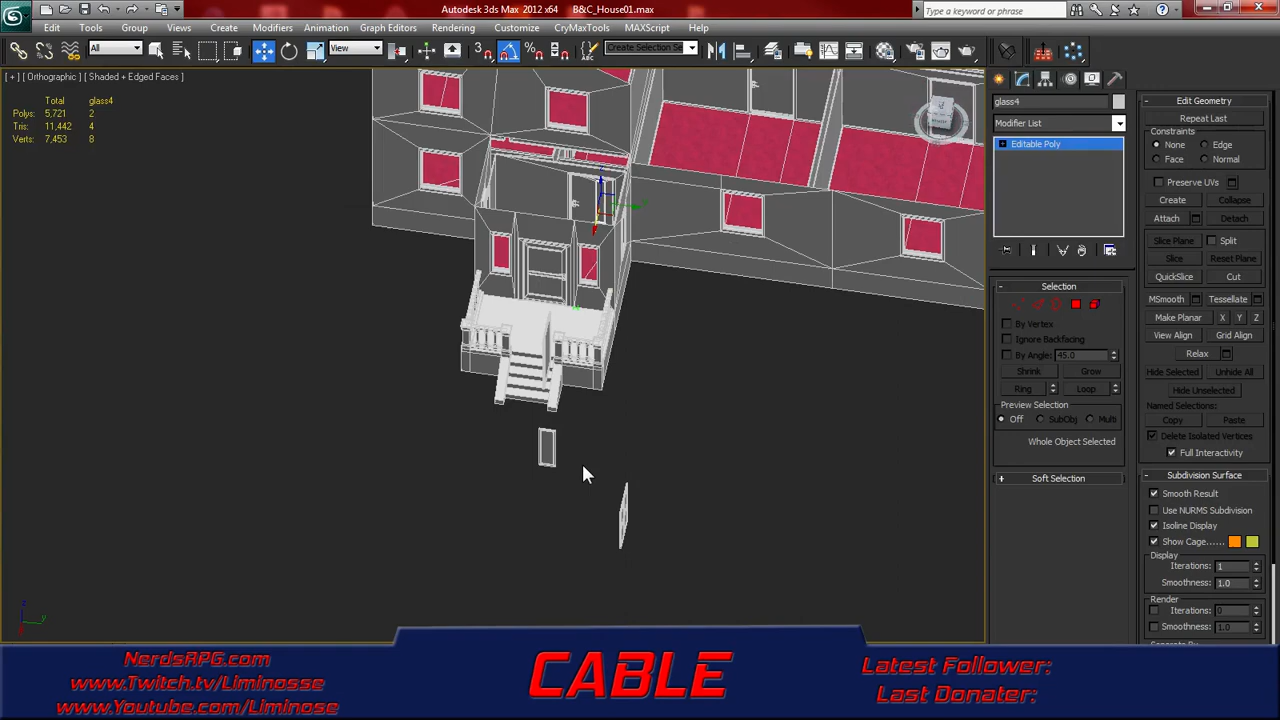 Autodesk 3ds Max 2012 x64 B&C_House01.max
Type a keyword or phrase
Edit Tools Group Views Create Modifiers Animation Graph Editors Rendering Customize CryMaxTools MAXScript Help
All View Create Selection Se
[ + ] [ Orthographic ] [ Shaded + Edged Faces ]
Total glass4
Polys: 5,721 2
Tris: 11,442 4
Verts: 7,453 8
glass4
Modifier List
Editable Poly
Selection
By Vertex
Ignore Backfacing
By Angle: 45.0
Shrink Grow
Ring Loop
Preview Selection
Off SubObj Multi
Whole Object Selected
Soft Selection
Edit Geometry
Repeat Last
Constraints
None Edge
Face Normal
Preserve UVs
Create Collapse
Attach Detach
Slice Plane Split
Slice Reset Plane
QuickSlice Cut
MSmooth Tessellate
Make Planar X Y Z
View Align Grid Align
Relax
Hide Selected Unhide All
Hide Unselected
Named Selections:
Copy Paste
Delete Isolated Vertices
Full Interactivity
Subdivision Surface
Smooth Result
Use NURMS Subdivision
Isoline Display
Show Cage......
Display
Iterations: 1
Smoothness: 1.0
Render
Iterations: 0
Smoothness: 1.0
NerdsRPG.com
www.Twitch.tv/Liminosse
www.Youtube.com/Liminose
CABLE
Latest Follower:
Last Donater: